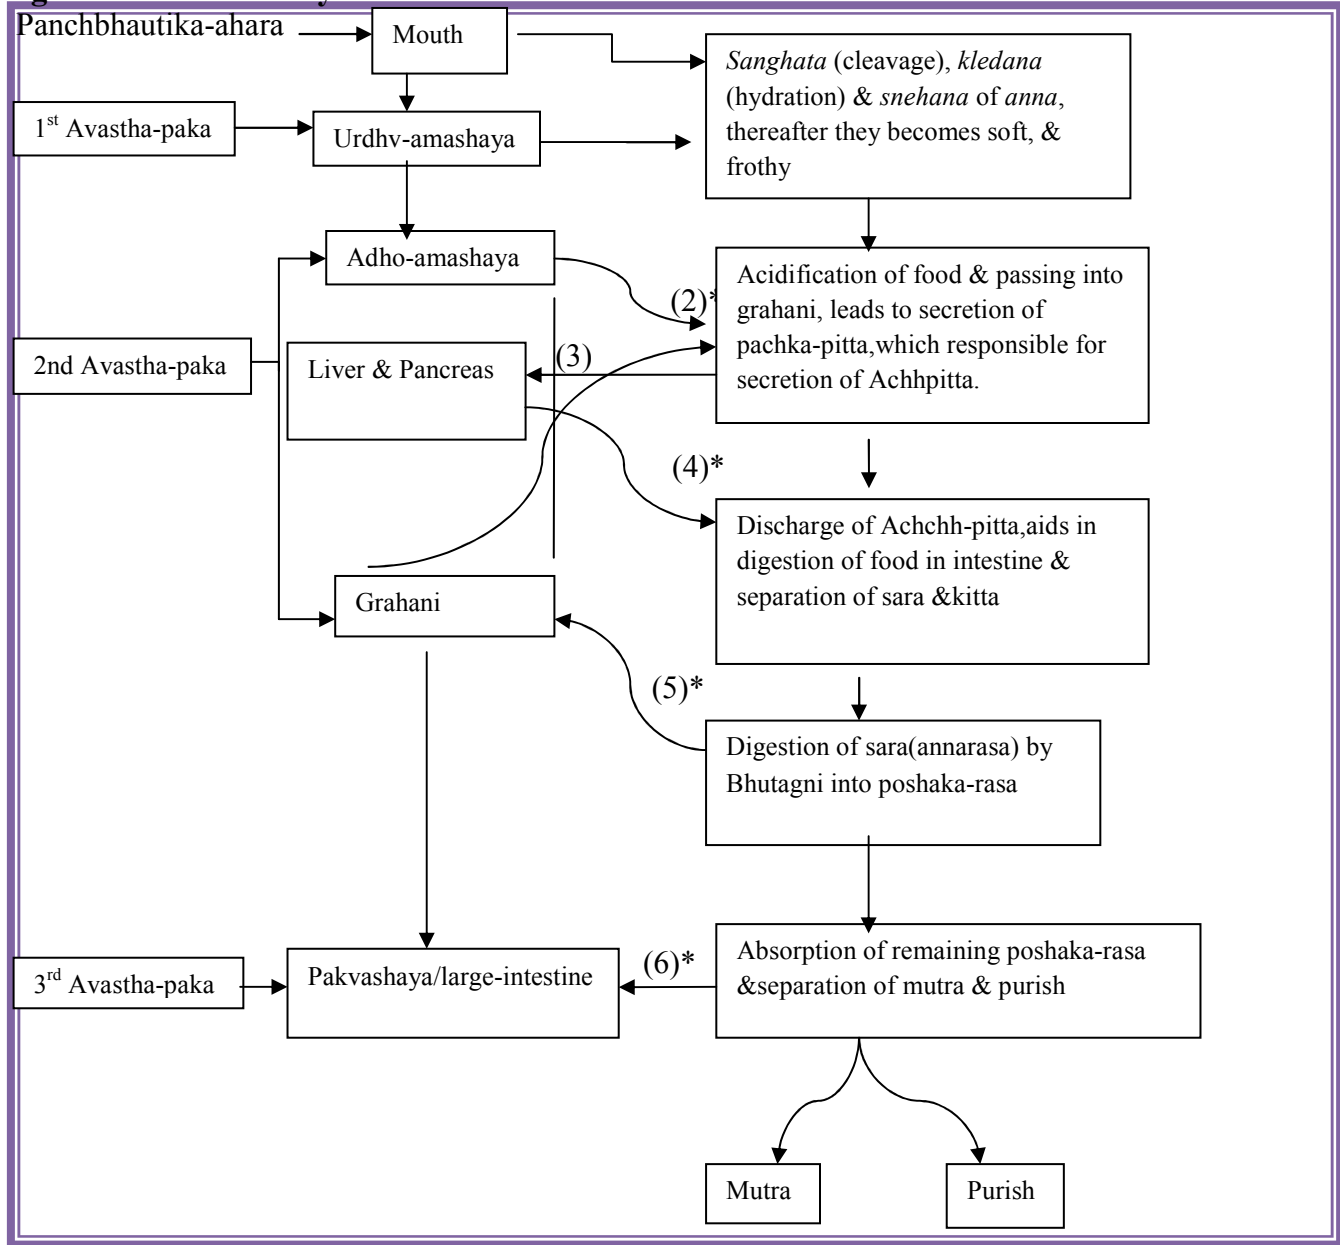 Panchbhautika-ahara
Mouth
Sanghata (cleavage), kledana
(hydration) & snehana of anna,
thereafter they becomes soft, &
frothy
1st Avastha-paka
Urdhv-amashaya
Adho-amashaya
(2)*
Acidification of food & passing into
grahani, leads to secretion of
pachka-pitta,which responsible for
secretion of Achhpitta.
2nd Avastha-paka
Liver & Pancreas
(3)
(4)*
Discharge of Achchh-pitta,aids in
digestion of food in intestine &
separation of sara &kitta
Grahani
(5)*
Digestion of sara(annarasa) by
Bhutagni into poshaka-rasa
3rd Avastha-paka
Pakvashaya/large-intestine
(6)*
Absorption of remaining poshaka-rasa
&separation of mutra & purish
Mutra
Purish